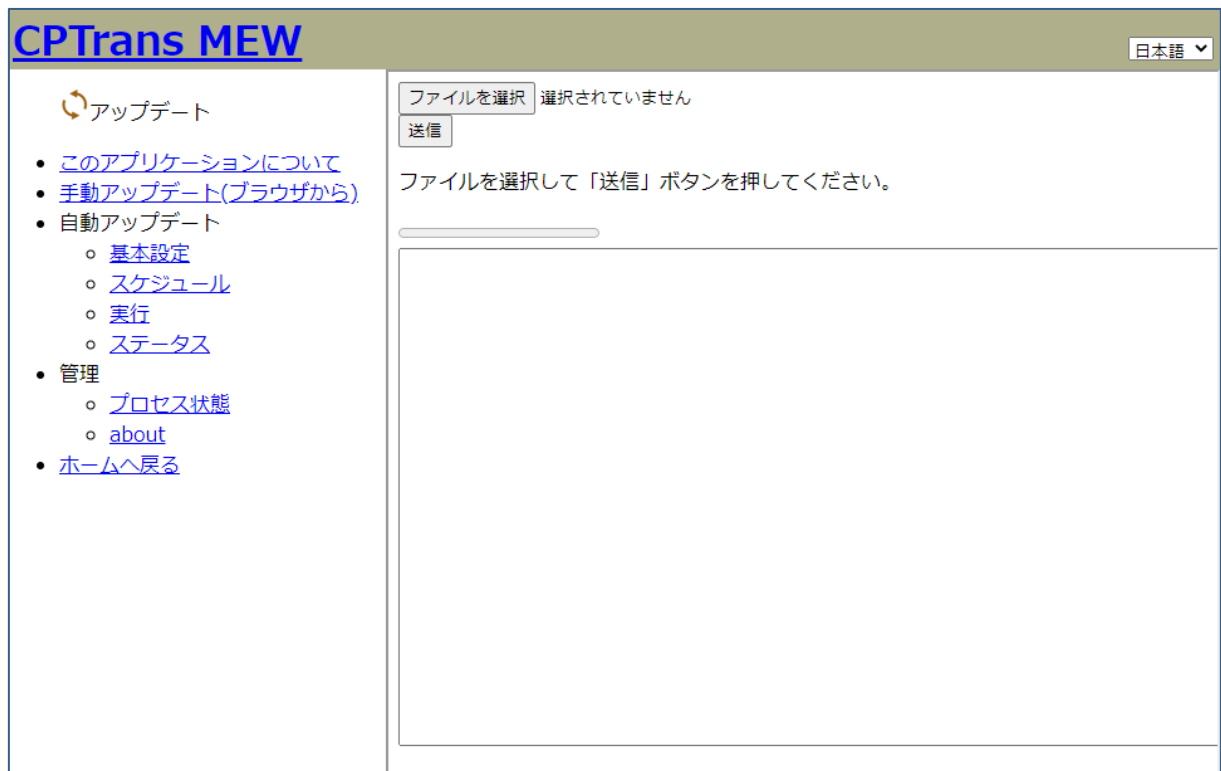 CPTrans MEW
日本語
アップデート
このアプリケーションについて
手動アップデート(ブラウザから)
自動アップデート
基本設定
スケジュール
実行
ステータス
管理
プロセス状態
about
ホームへ戻る
ファイルを選択 選択されていません
送信
ファイルを選択して「送信」ボタンを押してください。